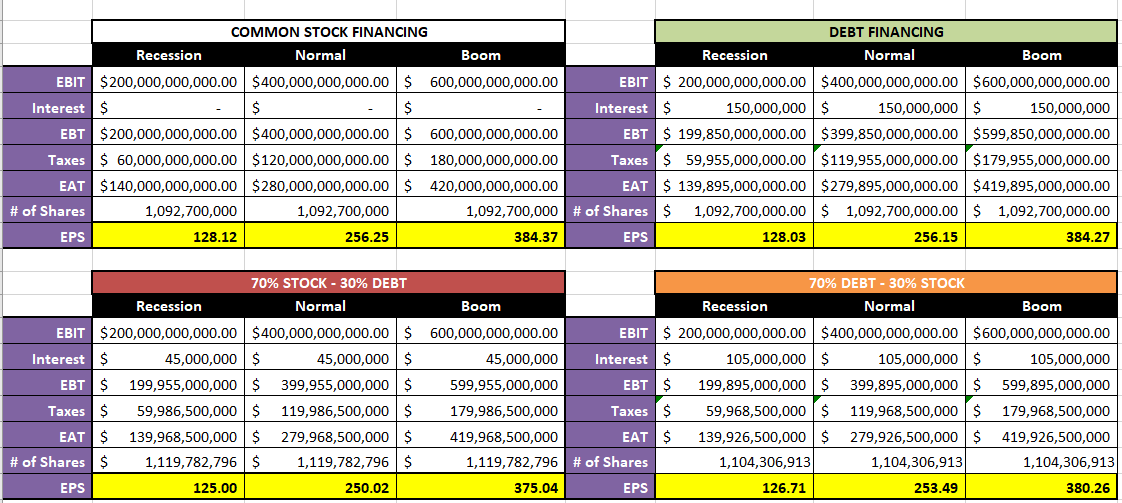 COMMON STOCK FINANCING DEBT FINANCING
Recession Normal Boom Recession Normal Boom
EBIT $200,000,000,000.00 $400,000,000,000.00 $ 600,000,000,000.00 EBIT $ 200,000,000,000.00 $400,000,000,000.00 $600,000,000,000.00
Interest $ - $ - $ - Interest $ 150,000,000 $ 150,000,000 $ 150,000,000
EBT $200,000,000,000.00 $400,000,000,000.00 $ 600,000,000,000.00 EBT $ 199,850,000,000.00 $399,850,000,000.00 $599,850,000,000.00
Taxes $ 60,000,000,000.00 $120,000,000,000.00 $ 180,000,000,000.00 Taxes $ 59,955,000,000.00 $119,955,000,000.00 $179,955,000,000.00
EAT $140,000,000,000.00 $280,000,000,000.00 $ 420,000,000,000.00 EAT $ 139,895,000,000.00 $279,895,000,000.00 $419,895,000,000.00
# of Shares 1,092,700,000 1,092,700,000 1,092,700,000 # of Shares $ 1,092,700,000.00 $ 1,092,700,000.00 $ 1,092,700,000.00
EPS 128.12 256.25 384.37 EPS 128.03 256.15 384.27
70% STOCK - 30% DEBT 70% DEBT - 30% STOCK
Recession Normal Boom Recession Normal Boom
EBIT $200,000,000,000.00 $400,000,000,000.00 $ 600,000,000,000.00 EBIT $ 200,000,000,000.00 $400,000,000,000.00 $600,000,000,000.00
Interest $ 45,000,000 $ 45,000,000 $ 45,000,000 Interest $ 105,000,000 $ 105,000,000 $ 105,000,000
EBT $ 199,955,000,000 $ 399,955,000,000 $ 599,955,000,000 EBT $ 199,895,000,000 $ 399,895,000,000 $ 599,895,000,000
Taxes $ 59,986,500,000 $ 119,986,500,000 $ 179,986,500,000 Taxes $ 59,968,500,000 $ 119,968,500,000 $ 179,968,500,000
EAT $ 139,968,500,000 $ 279,968,500,000 $ 419,968,500,000 EAT $ 139,926,500,000 $ 279,926,500,000 $ 419,926,500,000
# of Shares $ 1,119,782,796 $ 1,119,782,796 $ 1,119,782,796 # of Shares 1,104,306,913 1,104,306,913 1,104,306,913
EPS 125.00 250.02 375.04 EPS 126.71 253.49 380.26